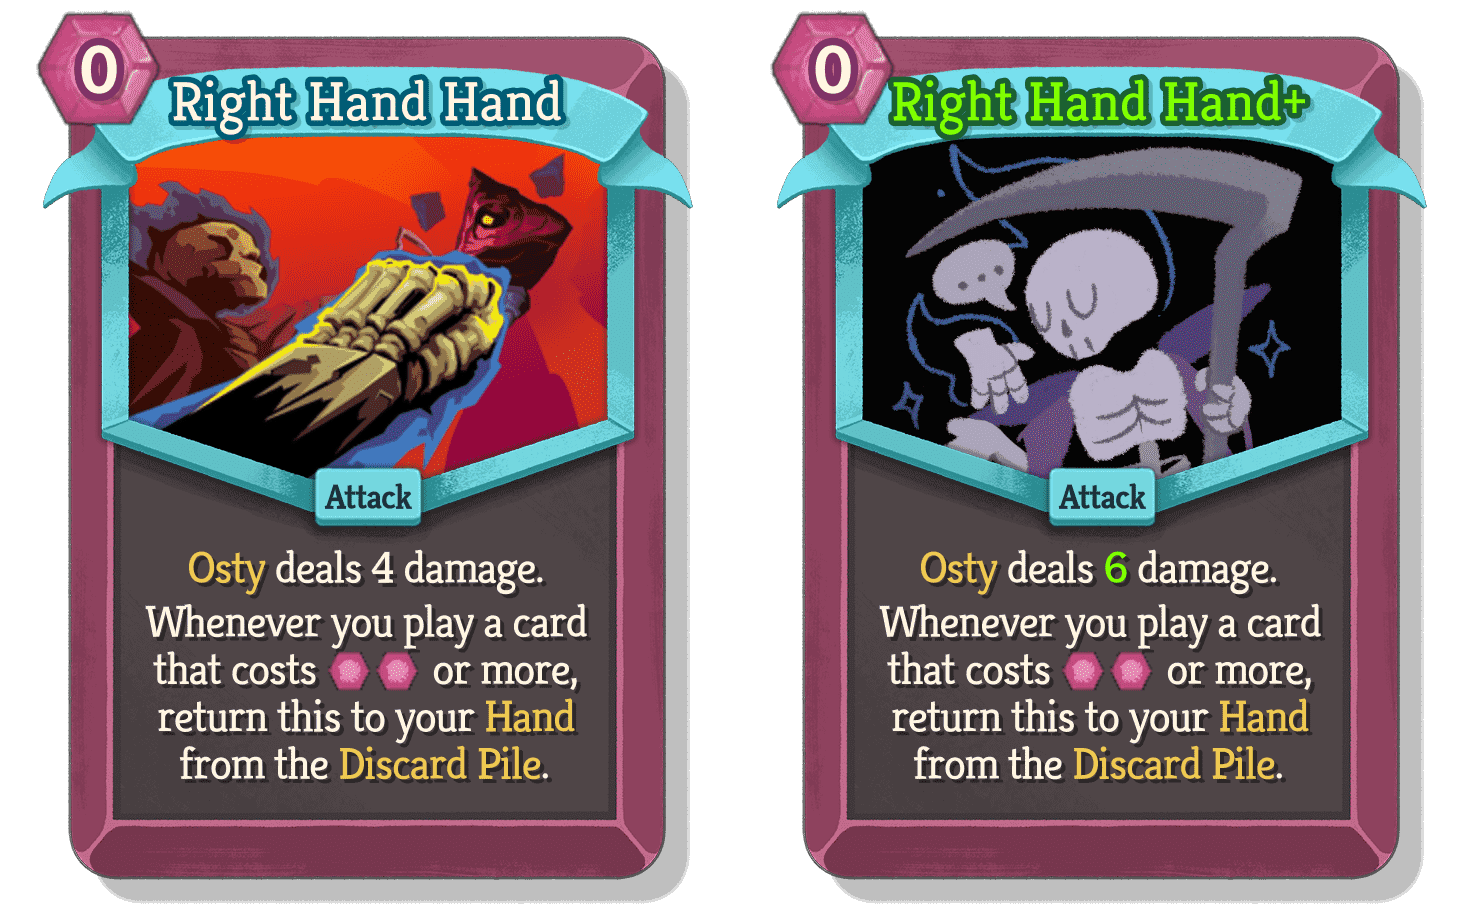 0
Right Hand Hand
Attack
Osty deals 4 damage.
Whenever you play a card
that costs or more,
return this to your Hand
from the Discard Pile.
0
Right Hand Hand+
Attack
Osty deals 6 damage.
Whenever you play a card
that costs or more,
return this to your Hand
from the Discard Pile.